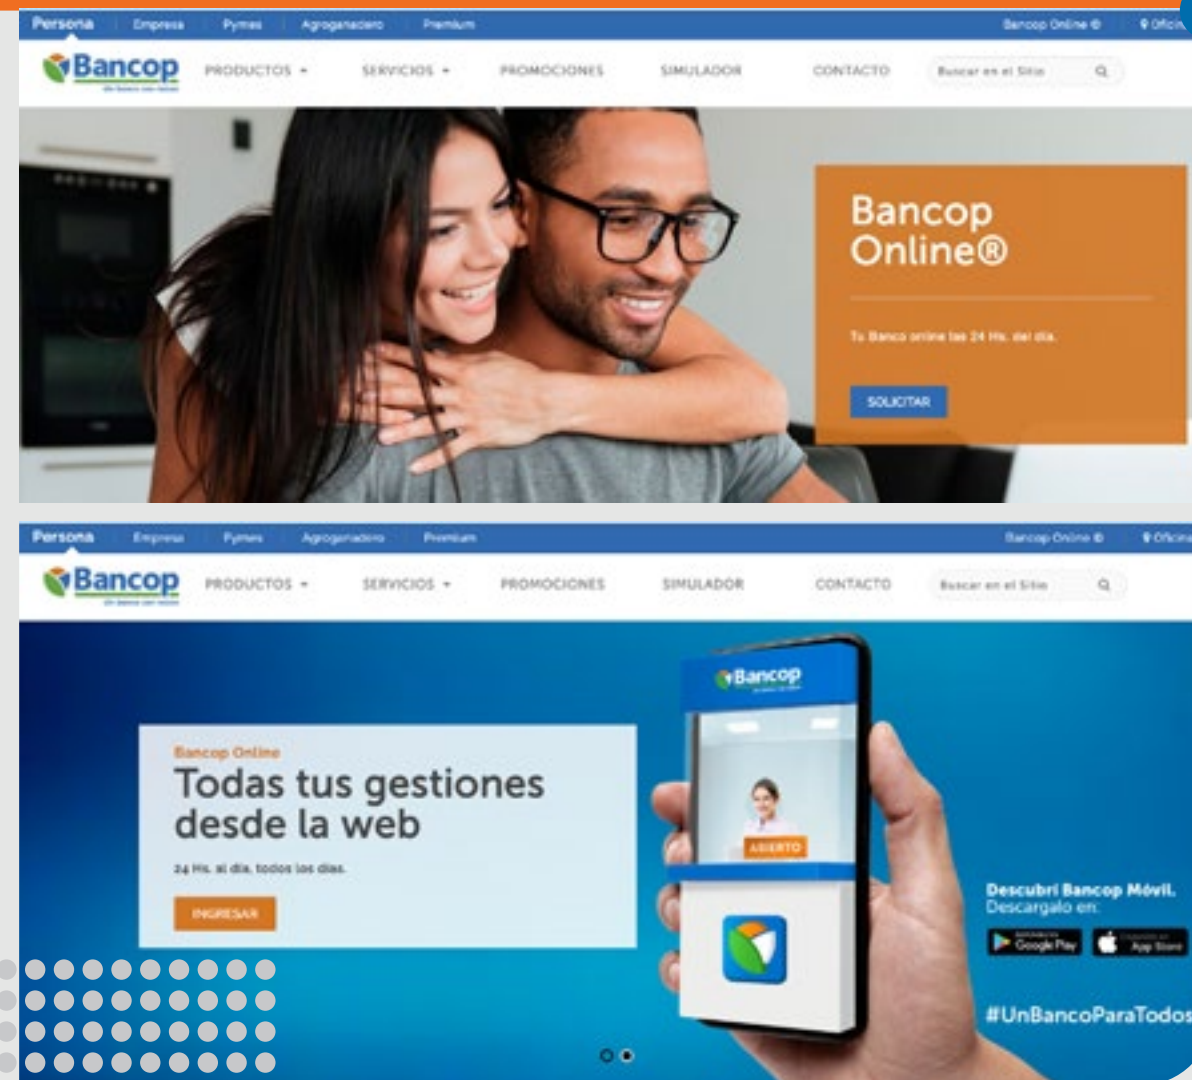 Persona Empresa Pymes Agroganadero Premium Bancop Online ® Oficin
Bancop PRODUCTOS SERVICIOS PROMOCIONES SIMULADOR CONTACTO Buscar en el Sitio
Bancop
Online®
Tu Banco online las 24 Hs. del día.
SOLICITAR
Persona Empresa Pymes Agroganadero Premium Bancop Online ® Oficina
Bancop PRODUCTOS SERVICIOS PROMOCIONES SIMULADOR CONTACTO Buscar en el Sitio
Bancop
Bancop Online
Todas tus gestiones
desde la web
24 Hs. al día, todos los días.
INGRESAR
ABIERTO
Descubrí Bancop Móvil.
Descargalo en:
Google Play App Store
#UnBancoParaTodos